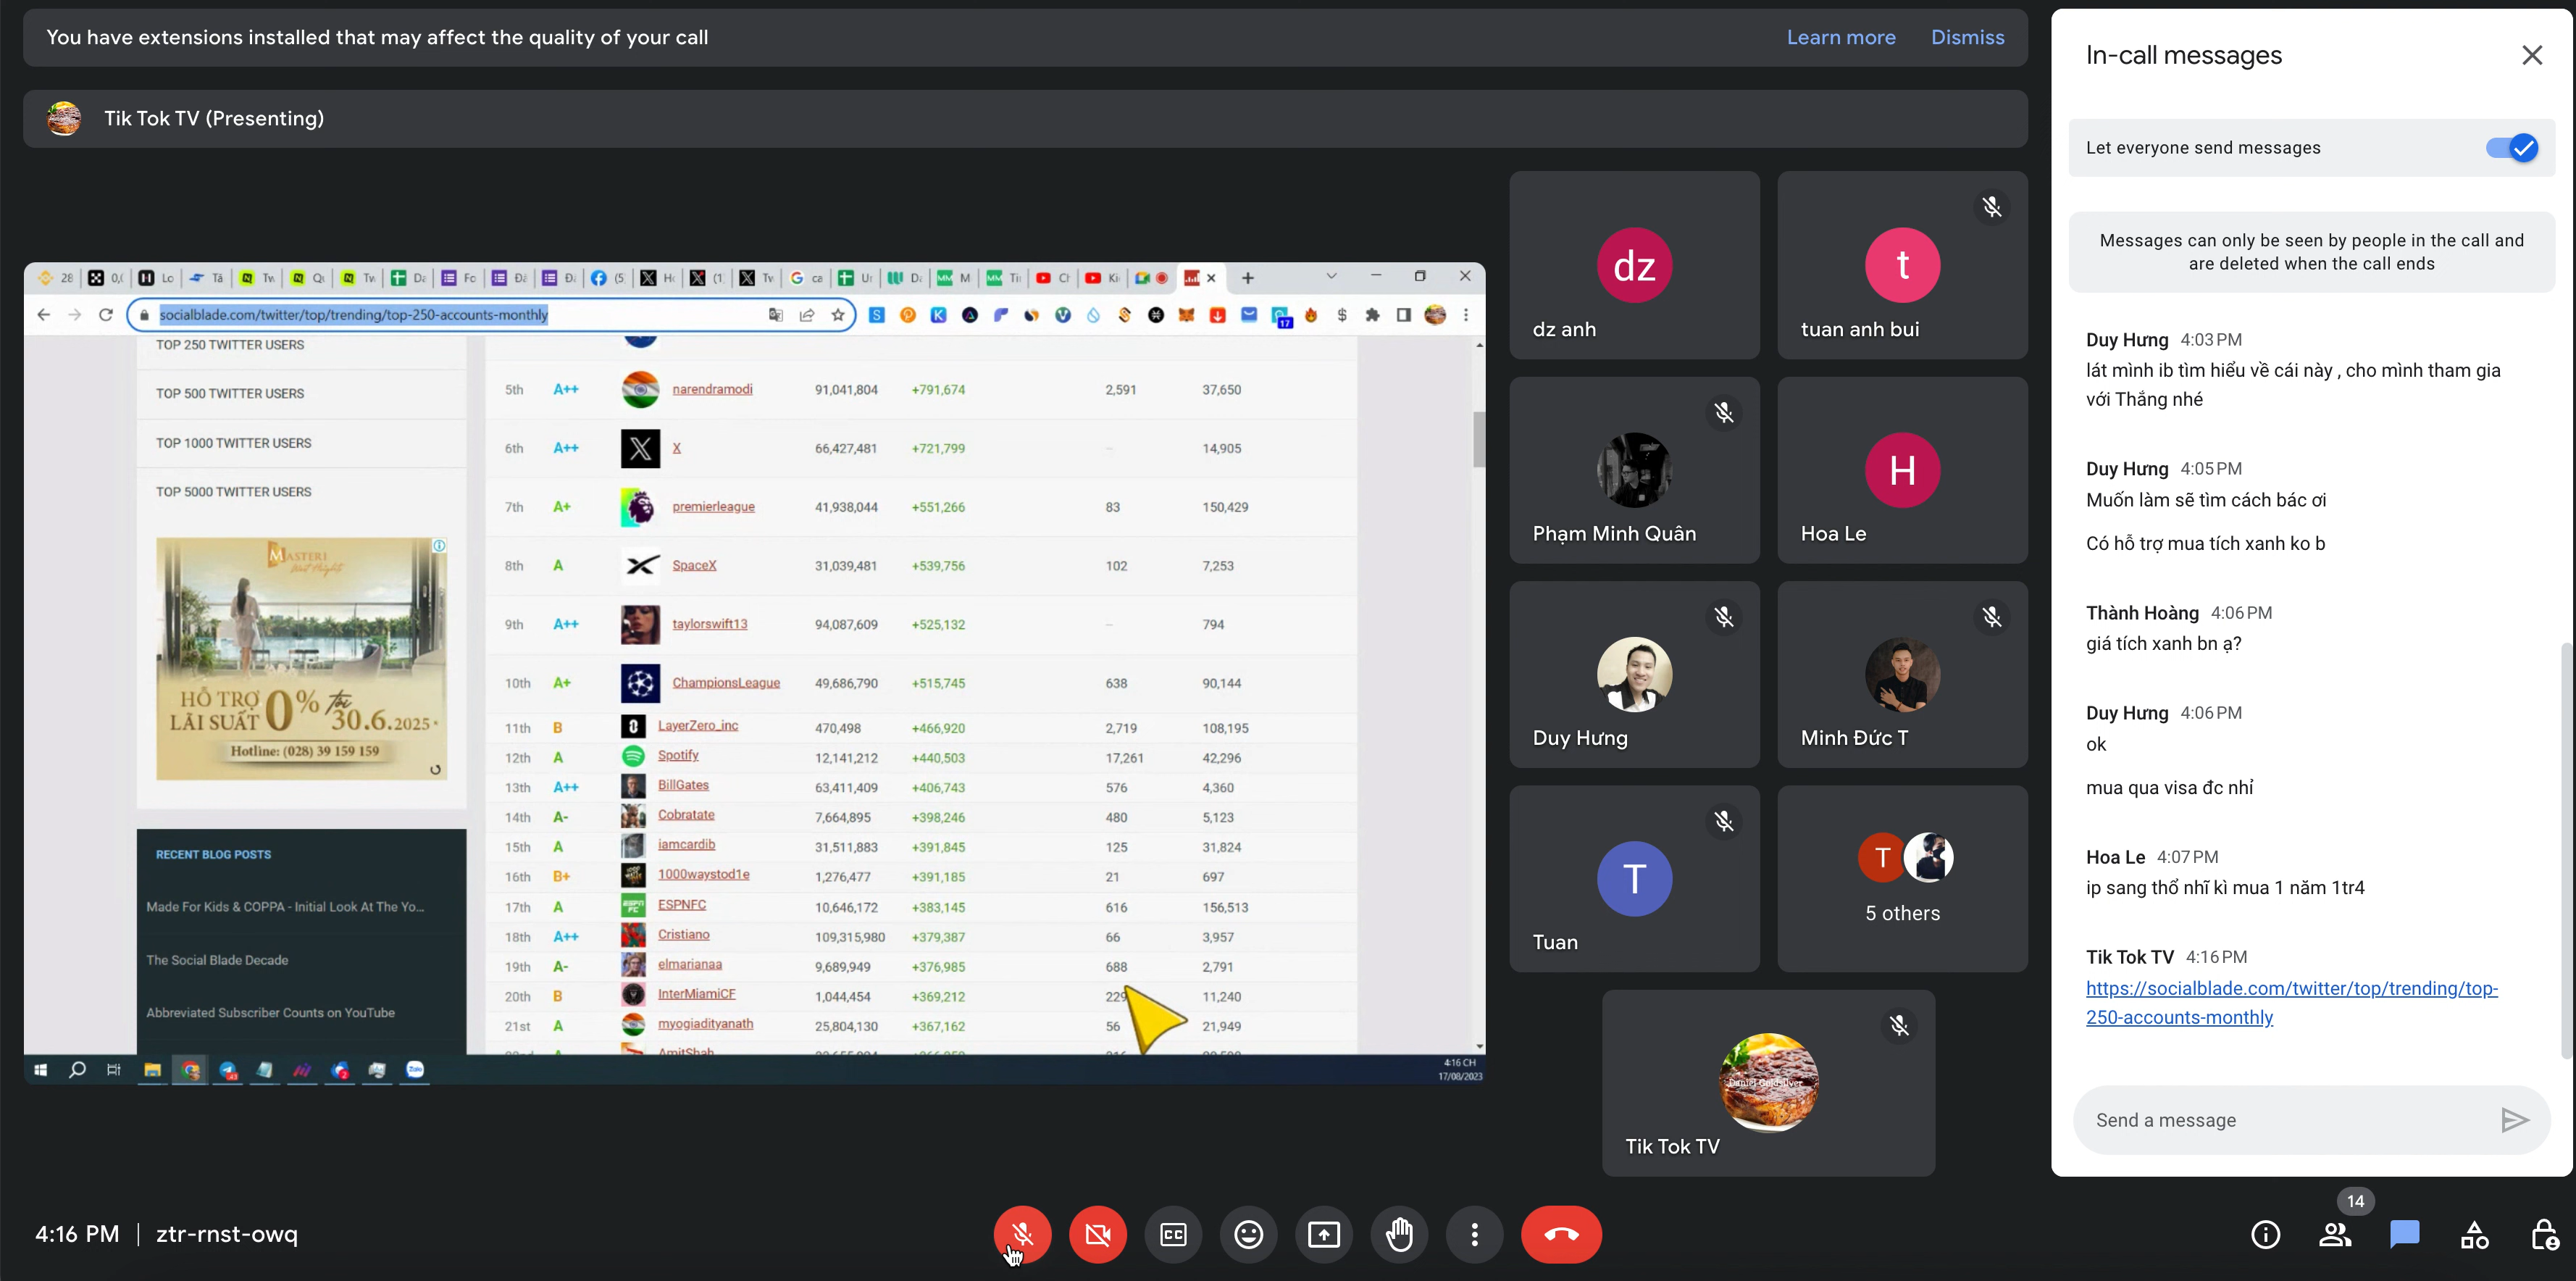 You have extensions installed that may affect the quality of your call
Learn more
Dismiss
Tik Tok TV (Presenting)
socialblade.com/twitter/top/trending/top-250-accounts-monthly
17
TOP 250 TWITTER USERS
TOP 500 TWITTER USERS
TOP 1000 TWITTER USERS
TOP 5000 TWITTER USERS
MASTERI
West Heights
HỖ TRỢ
LÃI SUẤT 0% tới
30.6.2025*
Hotline: (028) 39 159 159
RECENT BLOG POSTS
Made For Kids & COPPA - Initial Look At The Yo...
The Social Blade Decade
Abbreviated Subscriber Counts on YouTube
5th A++ narendramodi 91,041,804 +791,674 2,591 37,650
6th A++ X 66,427,481 +721,799 -- 14,905
7th A+ premierleague 41,938,044 +551,266 83 150,429
8th A SpaceX 31,039,481 +539,756 102 7,253
9th A++ taylorswift13 94,087,609 +525,132 -- 794
10th A+ ChampionsLeague 49,686,790 +515,745 638 90,144
11th B LayerZero_inc 470,498 +466,920 2,719 108,195
12th A Spotify 12,141,212 +440,503 17,261 42,296
13th A++ BillGates 63,411,409 +406,743 576 4,360
14th A- Cobratate 7,664,895 +398,246 480 5,123
15th A iamcardib 31,511,883 +391,845 125 31,824
16th B+ 1000waystod1e 1,276,477 +391,185 21 697
17th A ESPNFC 10,646,172 +383,145 616 156,513
18th A++ Cristiano 109,315,980 +379,387 66 3,957
19th A- elmarianaa 9,689,949 +376,985 688 2,791
20th B InterMiamiCF 1,044,454 +369,212 229 11,240
21st A myogiadityanath 25,804,130 +367,162 56 21,949
AmitShah
4:16 CH
17/08/2023
dz
dz anh
t
tuan anh bui
Phạm Minh Quân
H
Hoa Le
Duy Hưng
Minh Đức T
T
Tuan
T
5 others
Daniel Goldsilver
Tik Tok TV
In-call messages
Let everyone send messages
Messages can only be seen by people in the call and
are deleted when the call ends
Duy Hưng 4:03 PM
lát mình ib tìm hiểu về cái này , cho mình tham gia
với Thắng nhé
Duy Hưng 4:05 PM
Muốn làm sẽ tìm cách bác ơi
Có hỗ trợ mua tích xanh ko b
Thành Hoàng 4:06 PM
giá tích xanh bn ạ?
Duy Hưng 4:06 PM
ok
mua qua visa đc nhỉ
Hoa Le 4:07 PM
ip sang thổ nhĩ kì mua 1 năm 1tr4
Tik Tok TV 4:16 PM
https://socialblade.com/twitter/top/trending/top-
250-accounts-monthly
Send a message
4:16 PM | ztr-rnst-owq
14